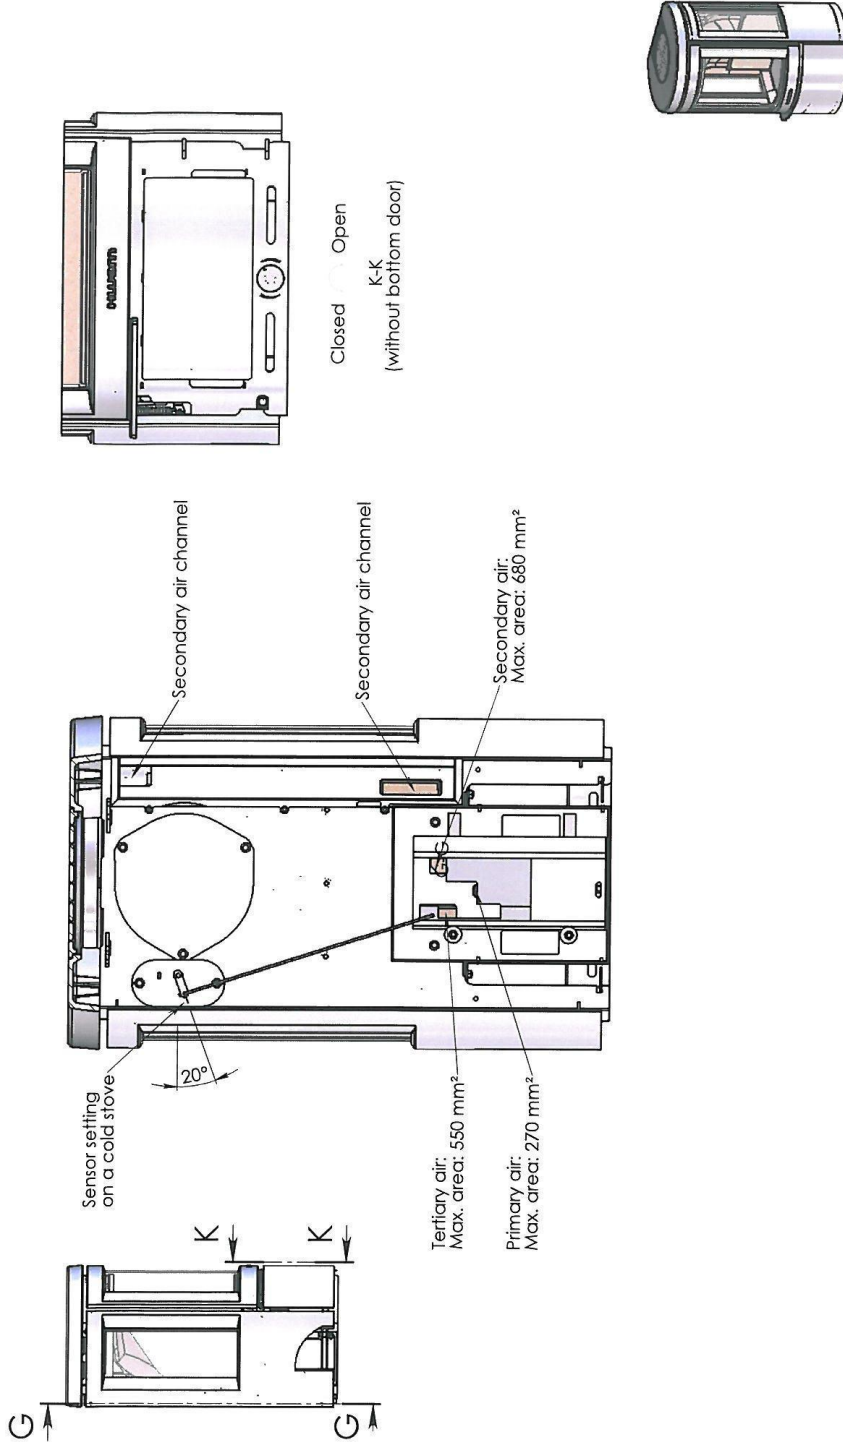 G
G
K
K
Sensor setting
on a cold stove
20°
Tertiary air:
Max. area: 550 mm²
Primary air:
Max. area: 270 mm²
Secondary air channel
Secondary air channel
Secondary air:
Max. area: 680 mm²
HWAM
Closed
Open
K-K
(without bottom door)